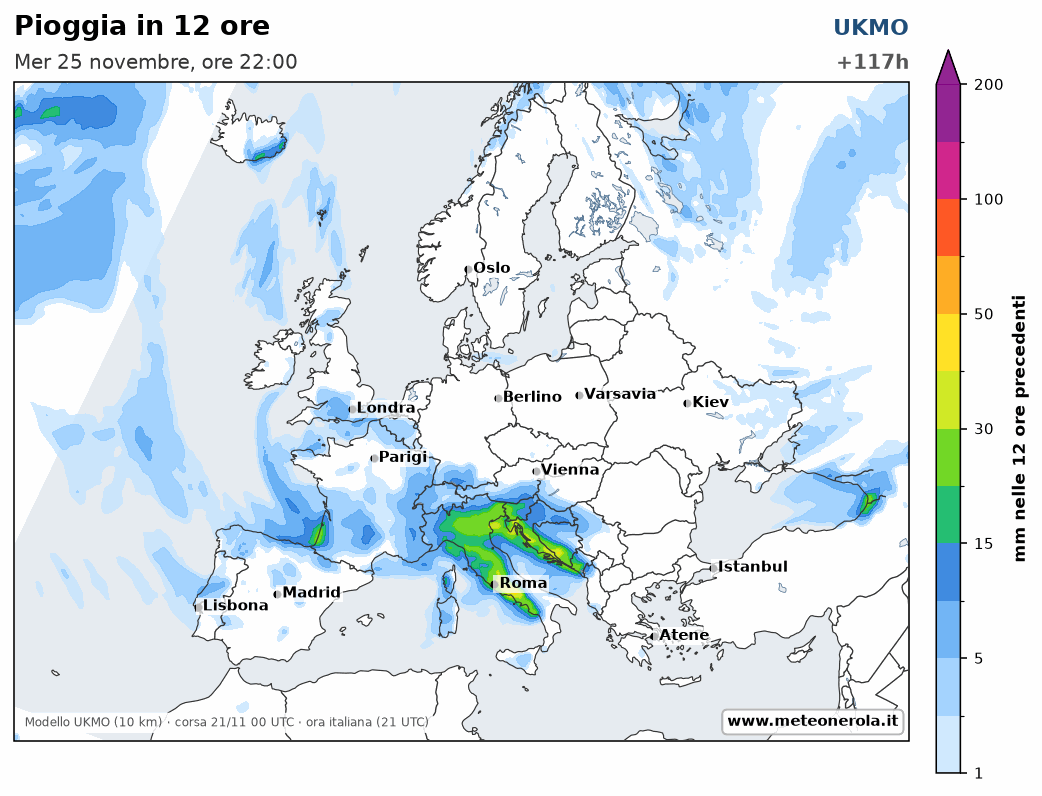 Pioggia in 12 ore
UKMO
Mer 25 novembre, ore 22:00
+117h
200
100
50
30
15
5
1
mm nelle 12 ore precedenti
Oslo
Londra
Berlino
Varsavia
Kiev
Parigi
Vienna
Istanbul
Roma
Madrid
Lisbona
Atene
Modello UKMO (10 km) · corsa 21/11 00 UTC · ora italiana (21 UTC)
www.meteonerola.it